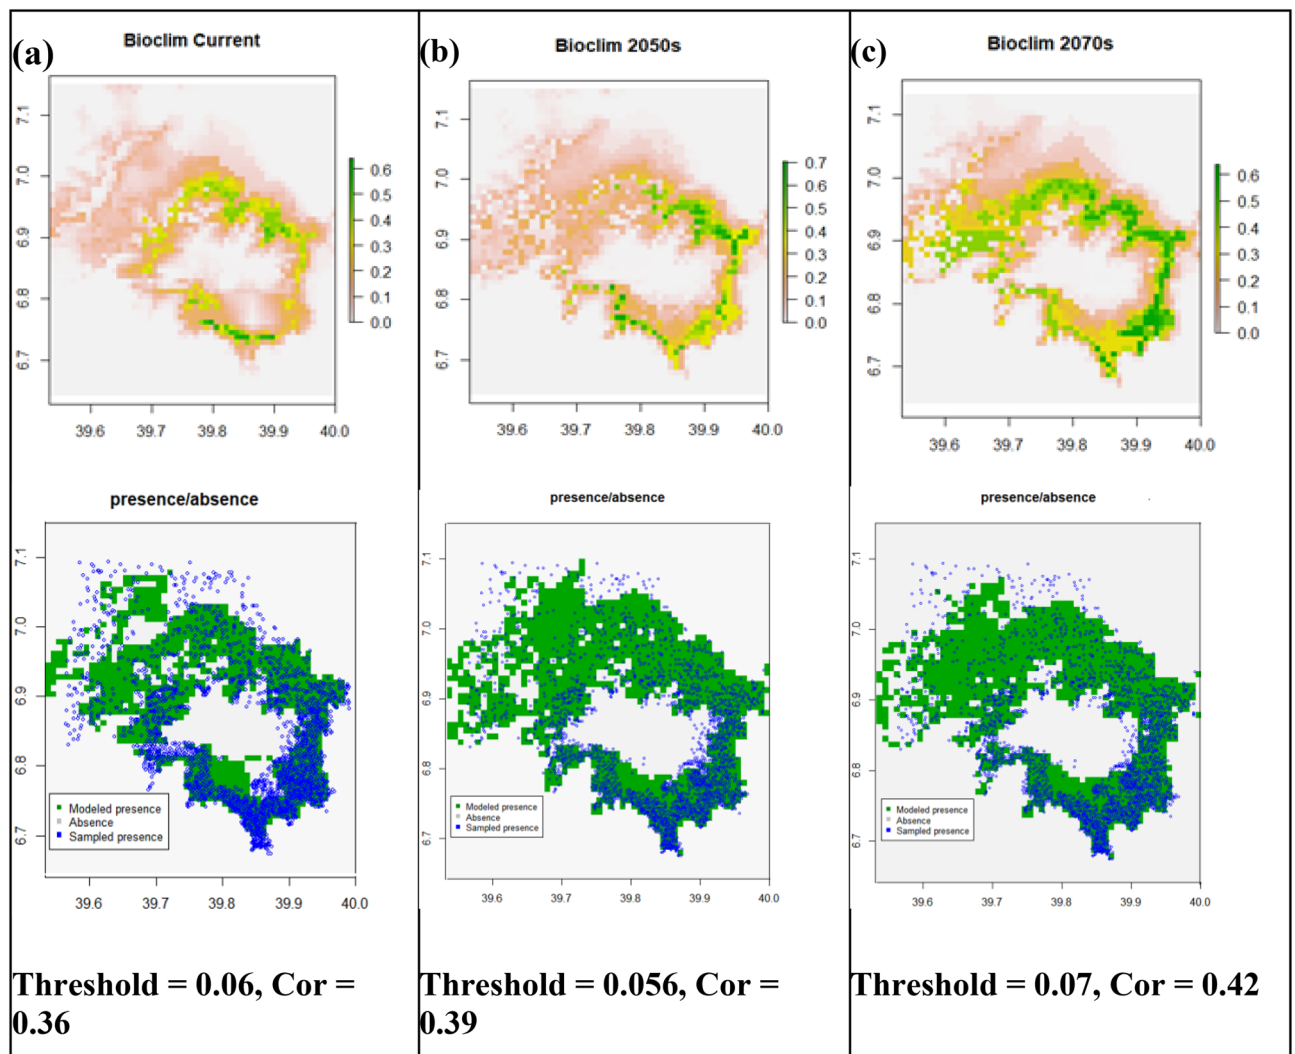 (a)
Bioclim Current
7.1
7.0
6.9
6.8
6.7
39.6 39.7 39.8 39.9 40.0
0.6
0.5
0.4
0.3
0.2
0.1
0.0
presence/absence
7.1
7.0
6.9
6.8
6.7
Modeled presence
Absence
Sampled presence
39.6 39.7 39.8 39.9 40.0
Threshold = 0.06, Cor =
0.36
(b)
Bioclim 2050s
7.1
7.0
6.9
6.8
6.7
39.6 39.7 39.8 39.9 40.0
0.7
0.6
0.5
0.4
0.3
0.2
0.1
0.0
presence/absence
7.1
7.0
6.9
6.8
6.7
Modeled presence
Absence
Sampled presence
39.6 39.7 39.8 39.9 40.0
Threshold = 0.056, Cor =
0.39
(c)
Bioclim 2070s
7.1
7.0
6.9
6.8
6.7
39.6 39.7 39.8 39.9 40.0
0.6
0.5
0.4
0.3
0.2
0.1
0.0
presence/absence
7.1
7.0
6.9
6.8
6.7
Modeled presence
Absence
Sampled presence
39.6 39.7 39.8 39.9 40.0
Threshold = 0.07, Cor = 0.42